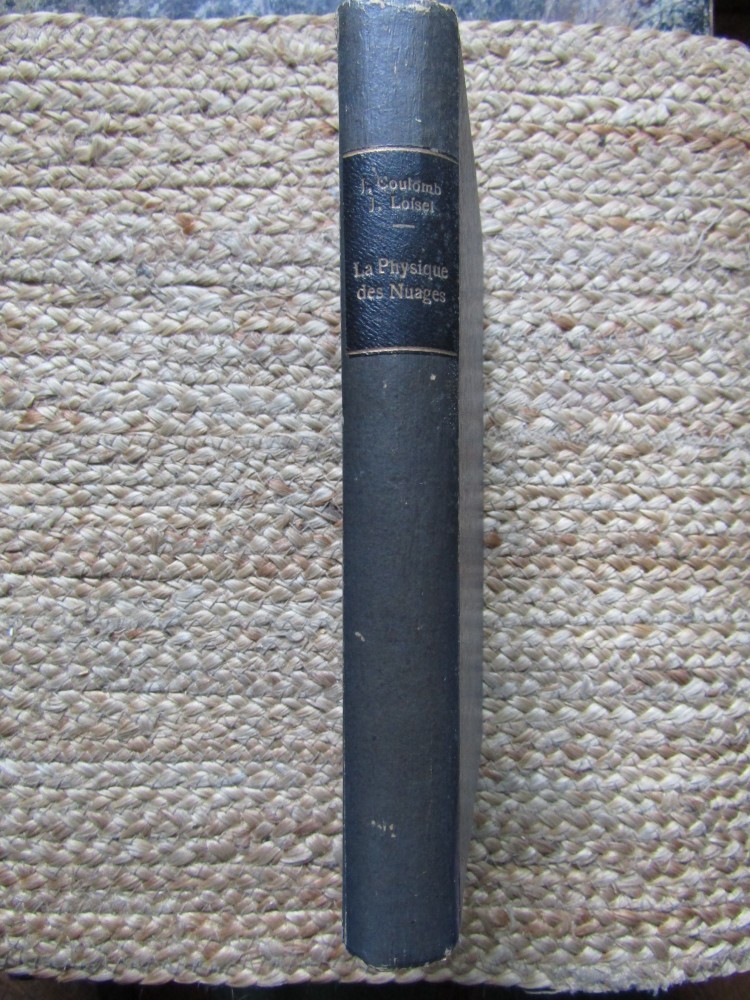 J. Coulomb
J. Loisel
La Physique
des Nuages